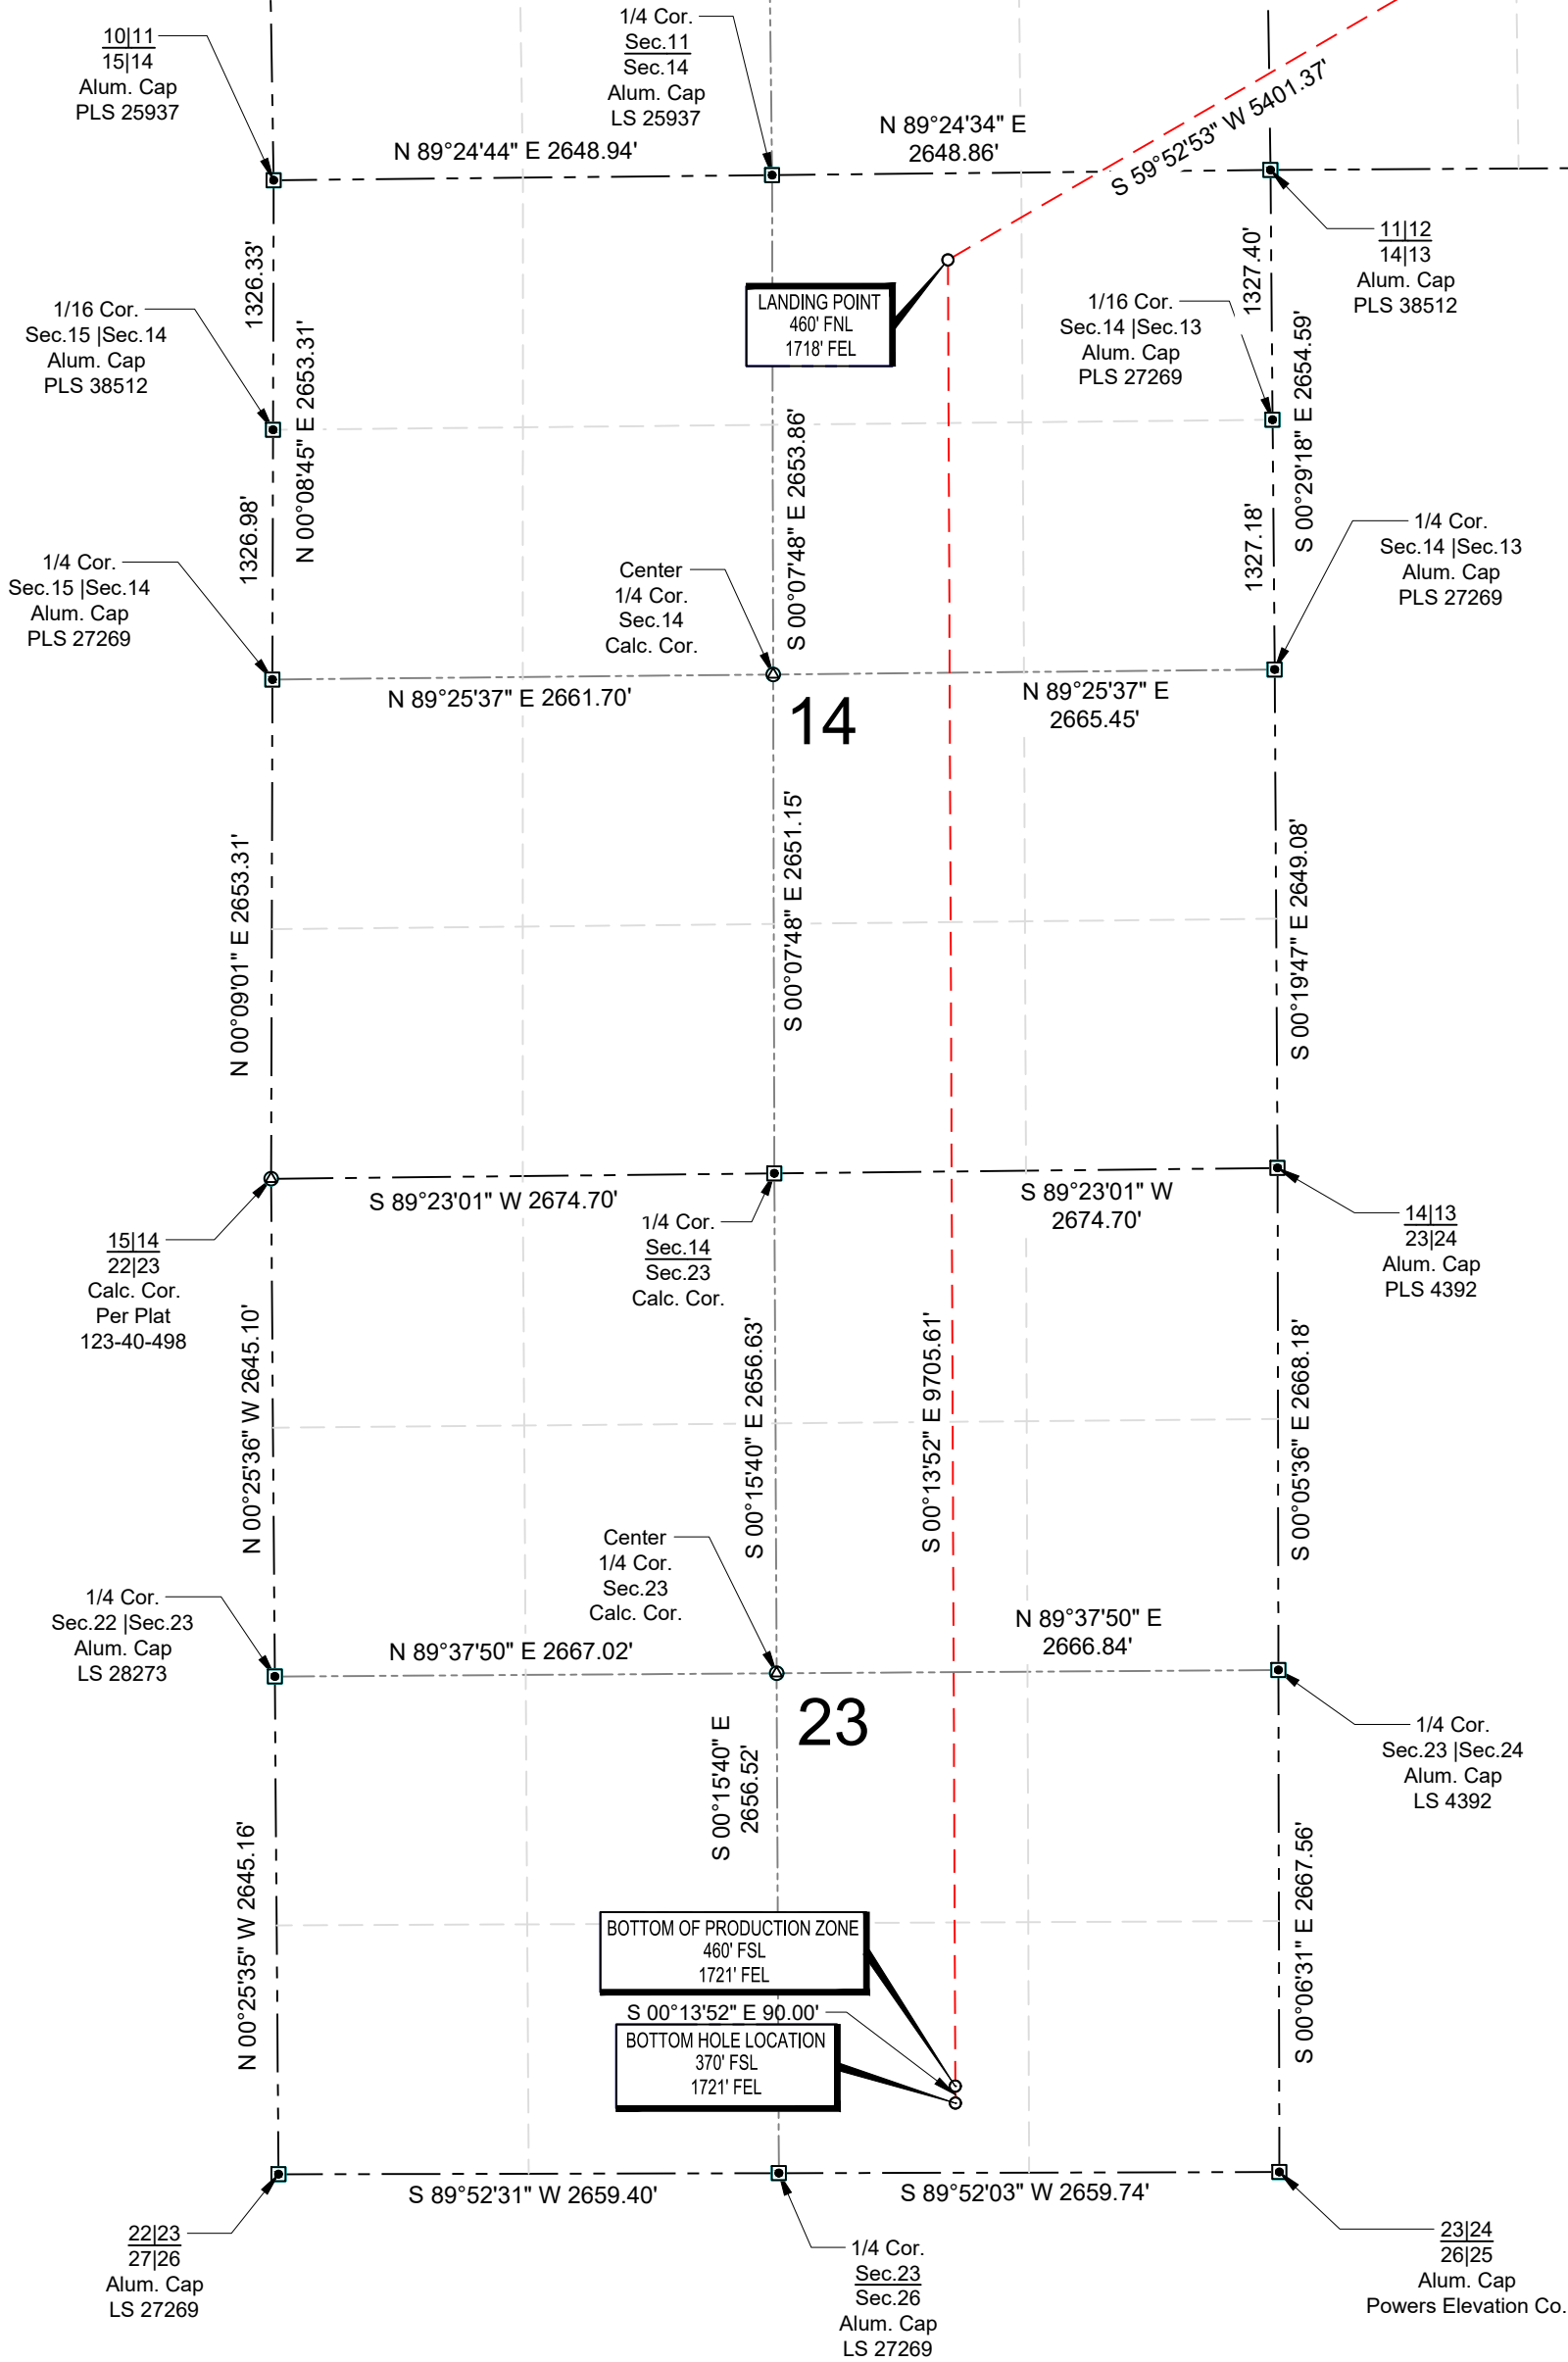 1/4 Cor.
Sec.11
Sec.14
Alum. Cap
LS 25937
10|11
15|14
Alum. Cap
PLS 25937
N 89°24'44" E 2648.94'
N 89°24'34" E
2648.86'
S 59°52'53" W 5401.37'
11|12
14|13
Alum. Cap
PLS 38512
1326.33'
1327.40'
LANDING POINT
460' FNL
1718' FEL
1/16 Cor.
Sec.15 |Sec.14
Alum. Cap
PLS 38512
1/16 Cor.
Sec.14 |Sec.13
Alum. Cap
PLS 27269
N 00°08'45" E 2653.31'
S 00°07'48" E 2653.86'
S 00°29'18" E 2654.59'
1326.98'
1327.18'
1/4 Cor.
Sec.15 |Sec.14
Alum. Cap
PLS 27269
Center
1/4 Cor.
Sec.14
Calc. Cor.
1/4 Cor.
Sec.14 |Sec.13
Alum. Cap
PLS 27269
N 89°25'37" E 2661.70'
14
N 89°25'37" E
2665.45'
N 00°09'01" E 2653.31'
S 00°07'48" E 2651.15'
S 00°19'47" E 2649.08'
S 89°23'01" W 2674.70'
S 89°23'01" W
2674.70'
15|14
22|23
Calc. Cor.
Per Plat
123-40-498
1/4 Cor.
Sec.14
Sec.23
Calc. Cor.
14|13
23|24
Alum. Cap
PLS 4392
N 00°25'36" W 2645.10'
S 00°15'40" E 2656.63'
S 00°13'52" E 9705.61'
S 00°05'36" E 2668.18'
Center
1/4 Cor.
Sec.23
Calc. Cor.
1/4 Cor.
Sec.22 |Sec.23
Alum. Cap
LS 28273
N 89°37'50" E 2667.02'
N 89°37'50" E
2666.84'
23
1/4 Cor.
Sec.23 |Sec.24
Alum. Cap
LS 4392
S 00°15'40" E
2656.52'
N 00°25'35" W 2645.16'
S 00°06'31" E 2667.56'
BOTTOM OF PRODUCTION ZONE
460' FSL
1721' FEL
S 00°13'52" E 90.00'
BOTTOM HOLE LOCATION
370' FSL
1721' FEL
S 89°52'31" W 2659.40'
S 89°52'03" W 2659.74'
22|23
27|26
Alum. Cap
LS 27269
1/4 Cor.
Sec.23
Sec.26
Alum. Cap
LS 27269
23|24
26|25
Alum. Cap
Powers Elevation Co.